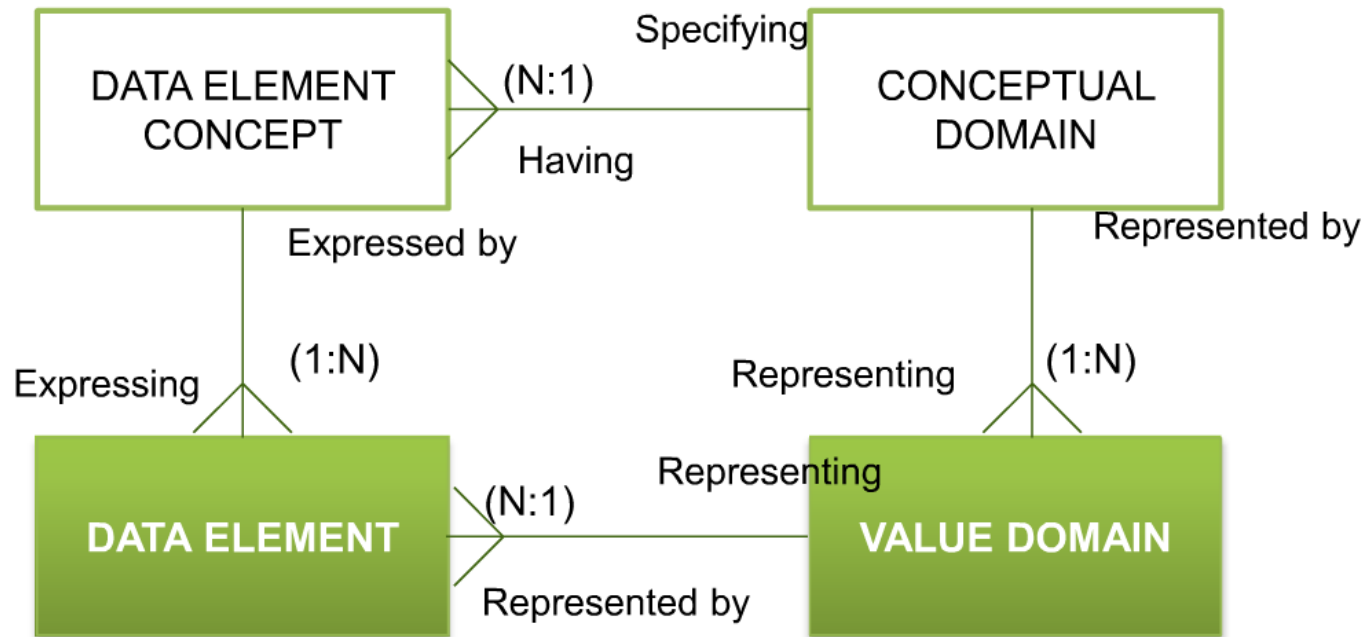 Specifying
DATA ELEMENT
CONCEPT
(N:1)
CONCEPTUAL
DOMAIN
Having
Expressed by
Represented by
Expressing
(1:N)
Representing
(1:N)
DATA ELEMENT
(N:1)
Representing
VALUE DOMAIN
Represented by